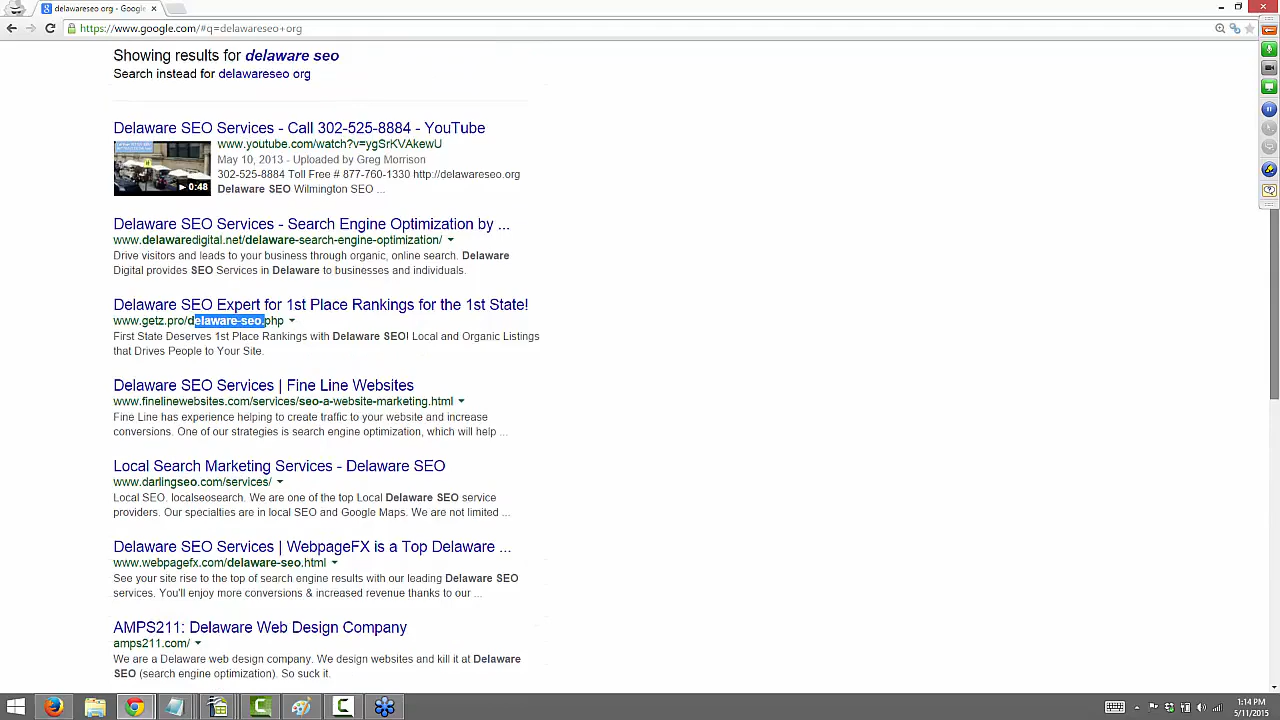 delawareseo org - Google
https://www.google.com/#q=delawareseo+org
Showing results for delaware seo
Search instead for delawareseo org
Delaware SEO Services - Call 302-525-8884 - YouTube
www.youtube.com/watch?v=ygSrKVAkewU
May 10, 2013 - Uploaded by Greg Morrison
302-525-8884 Toll Free # 877-760-1330 http://delawareseo.org
Delaware SEO Wilmington SEO ...
0:48
Delaware SEO Services - Search Engine Optimization by ...
www.delawaredigital.net/delaware-search-engine-optimization/
Drive visitors and leads to your business through organic, online search. Delaware
Digital provides SEO Services in Delaware to businesses and individuals.
Delaware SEO Expert for 1st Place Rankings for the 1st State!
www.getz.pro/delaware-seo.php
First State Deserves 1st Place Rankings with Delaware SEO! Local and Organic Listings
that Drives People to Your Site.
Delaware SEO Services | Fine Line Websites
www.finelinewebsites.com/services/seo-a-website-marketing.html
Fine Line has experience helping to create traffic to your website and increase
conversions. One of our strategies is search engine optimization, which will help ...
Local Search Marketing Services - Delaware SEO
www.darlingseo.com/services/
Local SEO. localseosearch. We are one of the top Local Delaware SEO service
providers. Our specialties are in local SEO and Google Maps. We are not limited ...
Delaware SEO Services | WebpageFX is a Top Delaware ...
www.webpagefx.com/delaware-seo.html
See your site rise to the top of search engine results with our leading Delaware SEO
services. You'll enjoy more conversions & increased revenue thanks to our ...
AMPS211: Delaware Web Design Company
amps211.com/
We are a Delaware web design company. We design websites and kill it at Delaware
SEO (search engine optimization). So suck it.
1:14 PM
5/11/2015